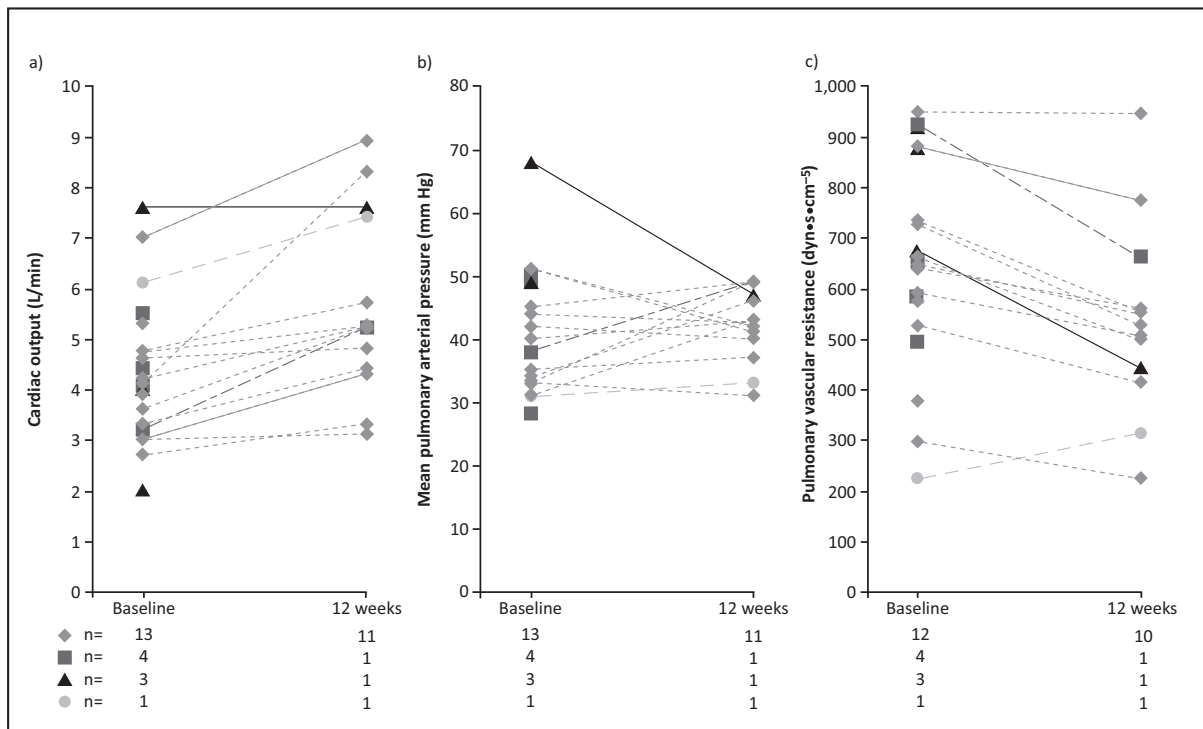 a)
Cardiac output (L/min)
10
9
8
7
6
5
4
3
2
1
0
Baseline 12 weeks
b)
Mean pulmonary arterial pressure (mm Hg)
80
70
60
50
40
30
20
10
0
Baseline 12 weeks
c)
Pulmonary vascular resistance (dyn•s•cm⁻⁵)
1,000
900
800
700
600
500
400
300
200
100
0
Baseline 12 weeks
n= 13 11 13 11 12 10
n= 4 1 4 1 4 1
n= 3 1 3 1 3 1
n= 1 1 1 1 1 1